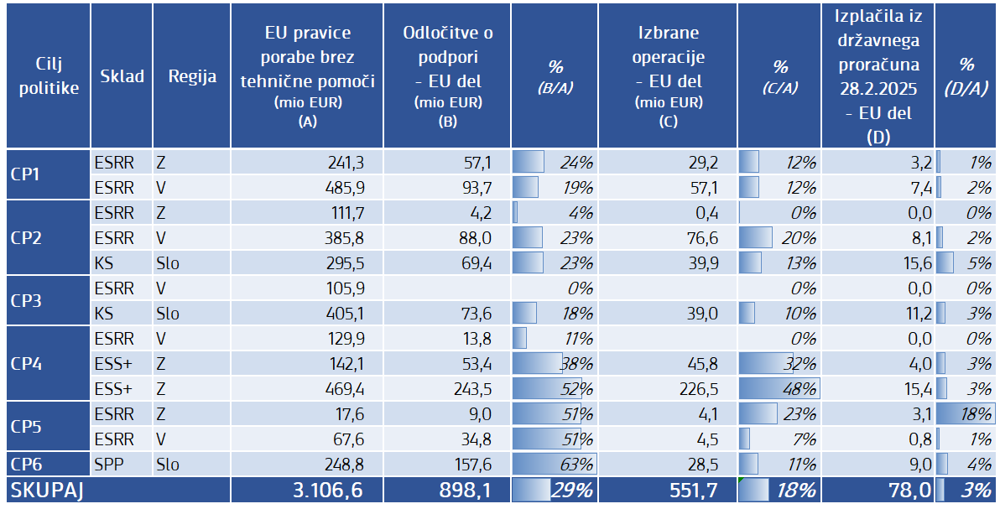 Cilj politike Sklad Regija EU pravice porabe brez tehnične pomoči (mio EUR) (A) Odločitve o podpori - EU del (mio EUR) (B) % (B/A) Izbrane operacije - EU del (mio EUR) (C) % (C/A) Izplačila iz državnega proračuna 28.2.2025 - EU del (D) % (D/A)
CP1 ESRR Z 241,3 57,1 24% 29,2 12% 3,2 1%
ESRR V 485,9 93,7 19% 57,1 12% 7,4 2%
CP2 ESRR Z 111,7 4,2 4% 0,4 0% 0,0 0%
ESRR V 385,8 88,0 23% 76,6 20% 8,1 2%
KS Slo 295,5 69,4 23% 39,9 13% 15,6 5%
CP3 ESRR V 105,9 0% 0% 0,0 0%
KS Slo 405,1 73,6 18% 39,0 10% 11,2 3%
CP4 ESRR V 129,9 13,8 11% 0% 0,0 0%
ESS+ Z 142,1 53,4 38% 45,8 32% 4,0 3%
ESS+ Z 469,4 243,5 52% 226,5 48% 15,4 3%
CP5 ESRR Z 17,6 9,0 51% 4,1 23% 3,1 18%
ESRR V 67,6 34,8 51% 4,5 7% 0,8 1%
CP6 SPP Slo 248,8 157,6 63% 28,5 11% 9,0 4%
SKUPAJ 3.106,6 898,1 29% 551,7 18% 78,0 3%